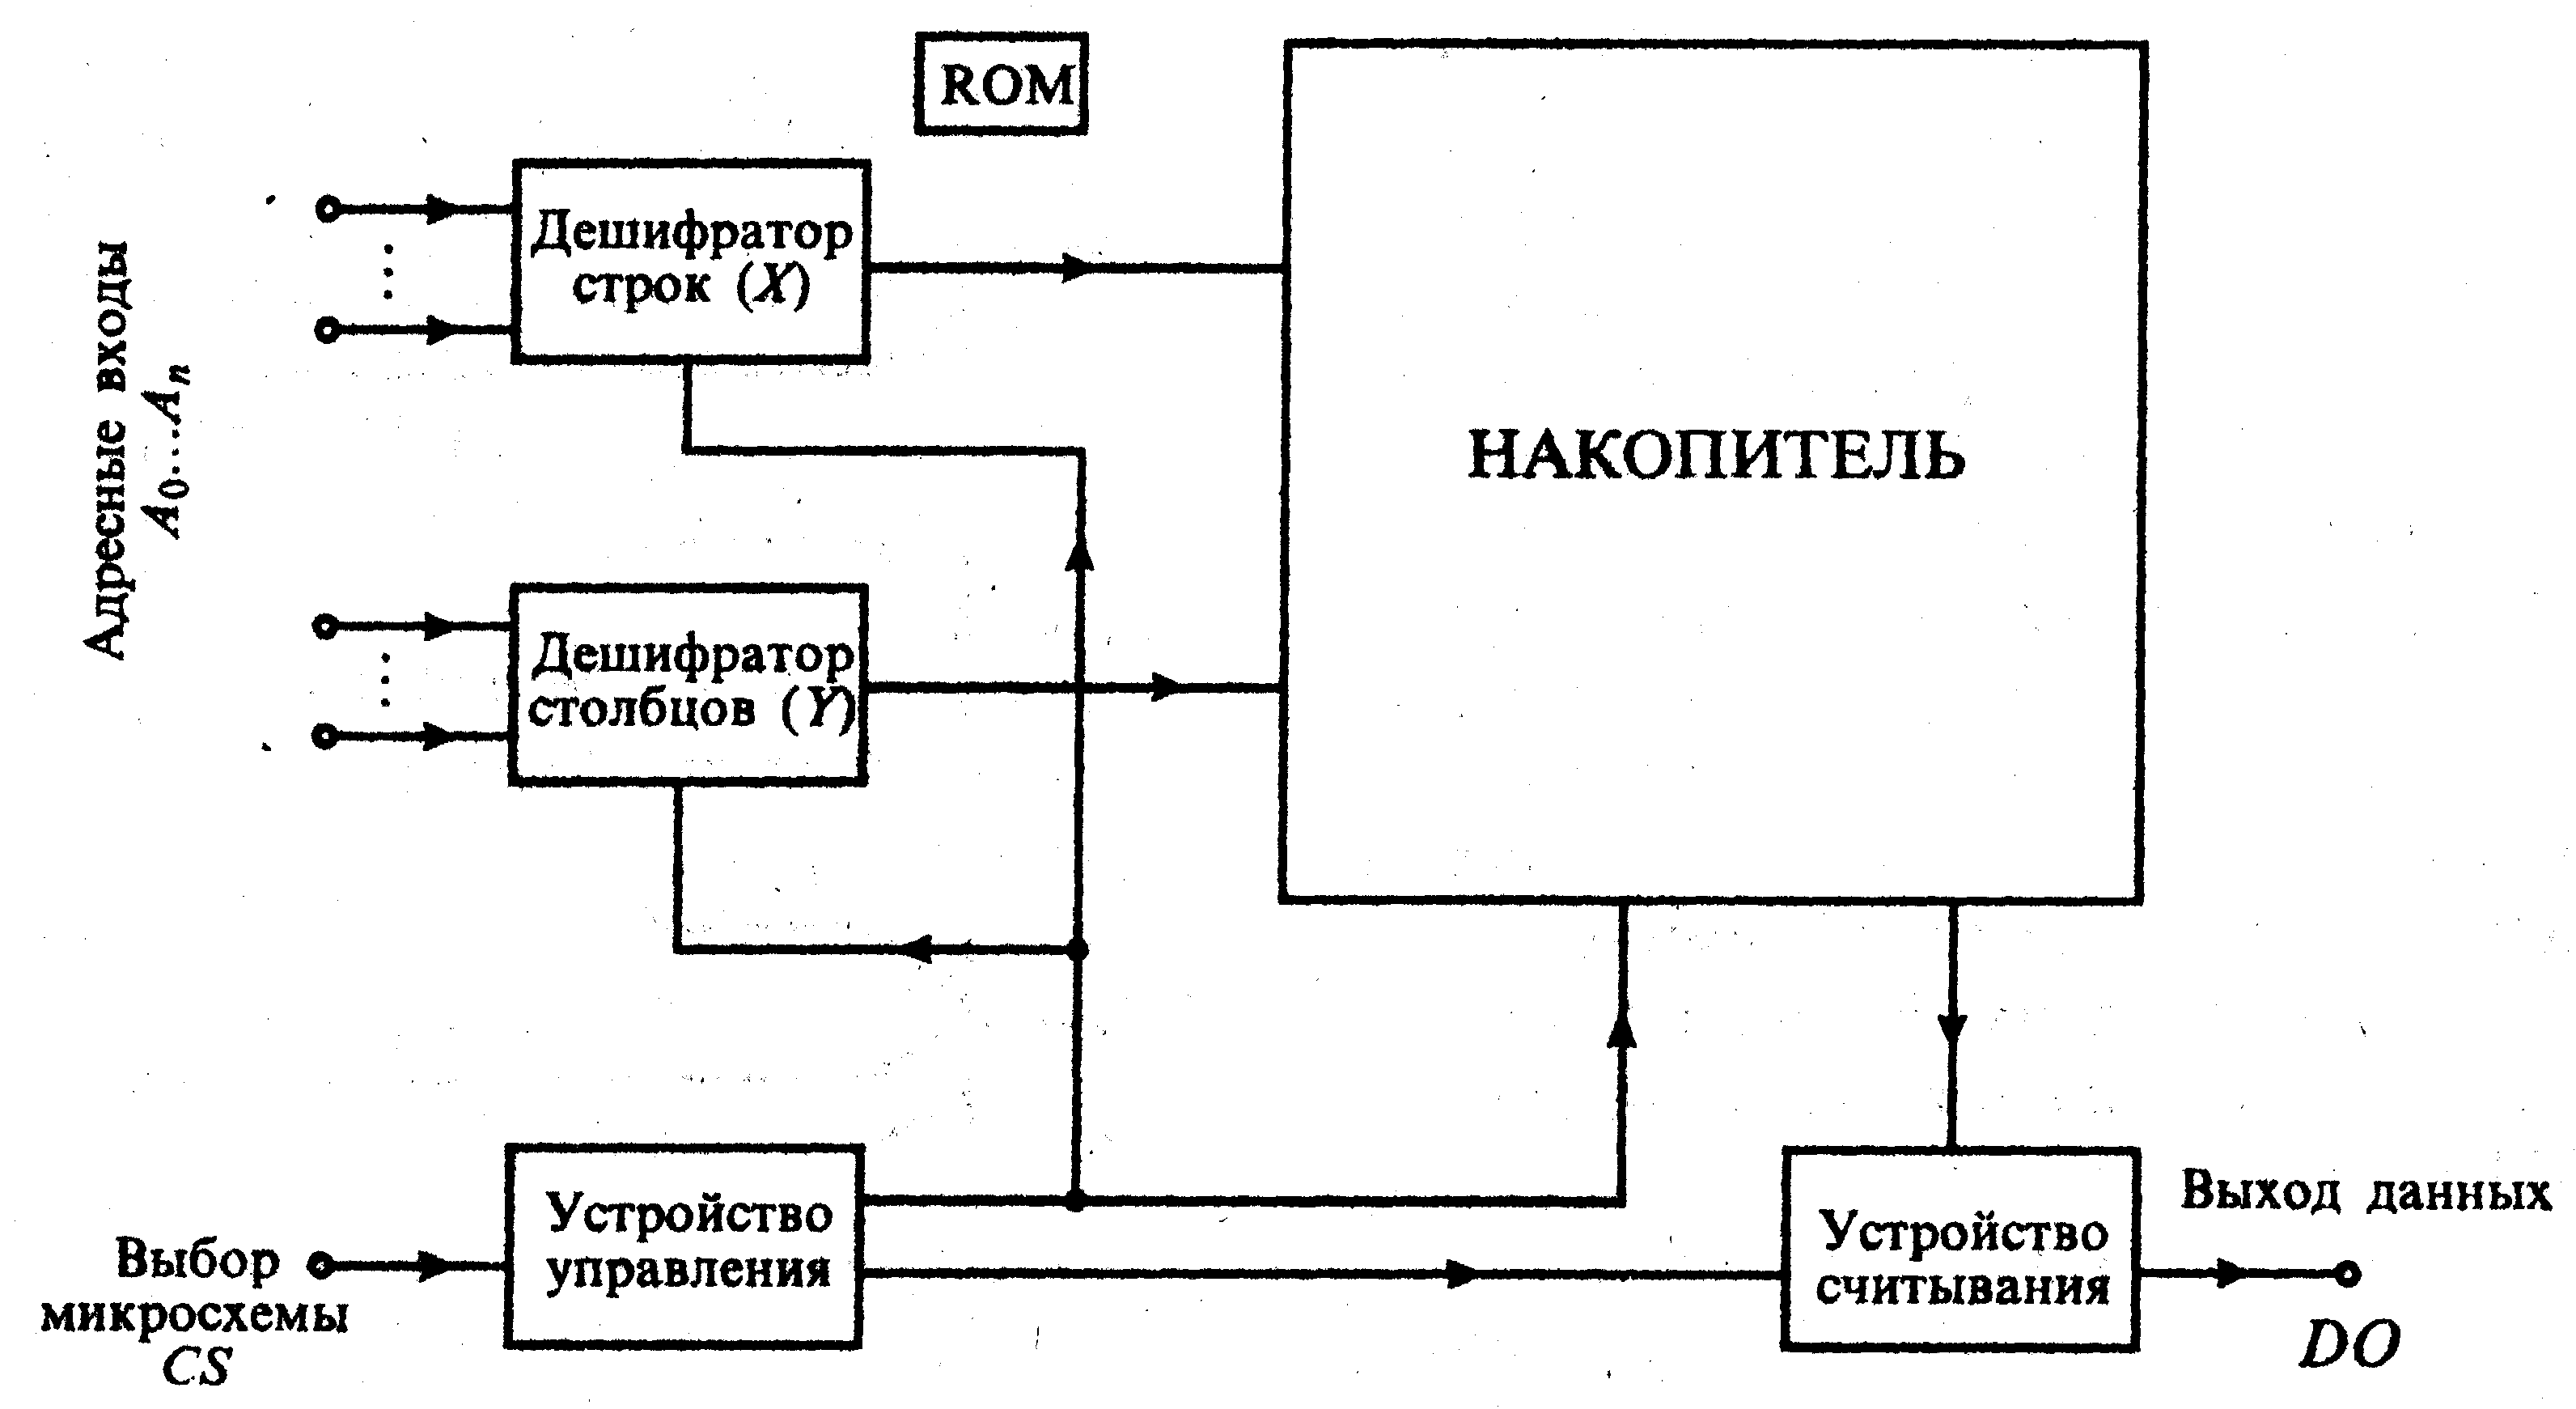 ROM
Дешифратор
строк (X)
Адресные входы
A0...An
НАКОПИТЕЛЬ
Дешифратор
столбцов (Y)
Устройство
управления
Выбор
микросхемы
CS
Устройство
считывания
Выход данных
DO